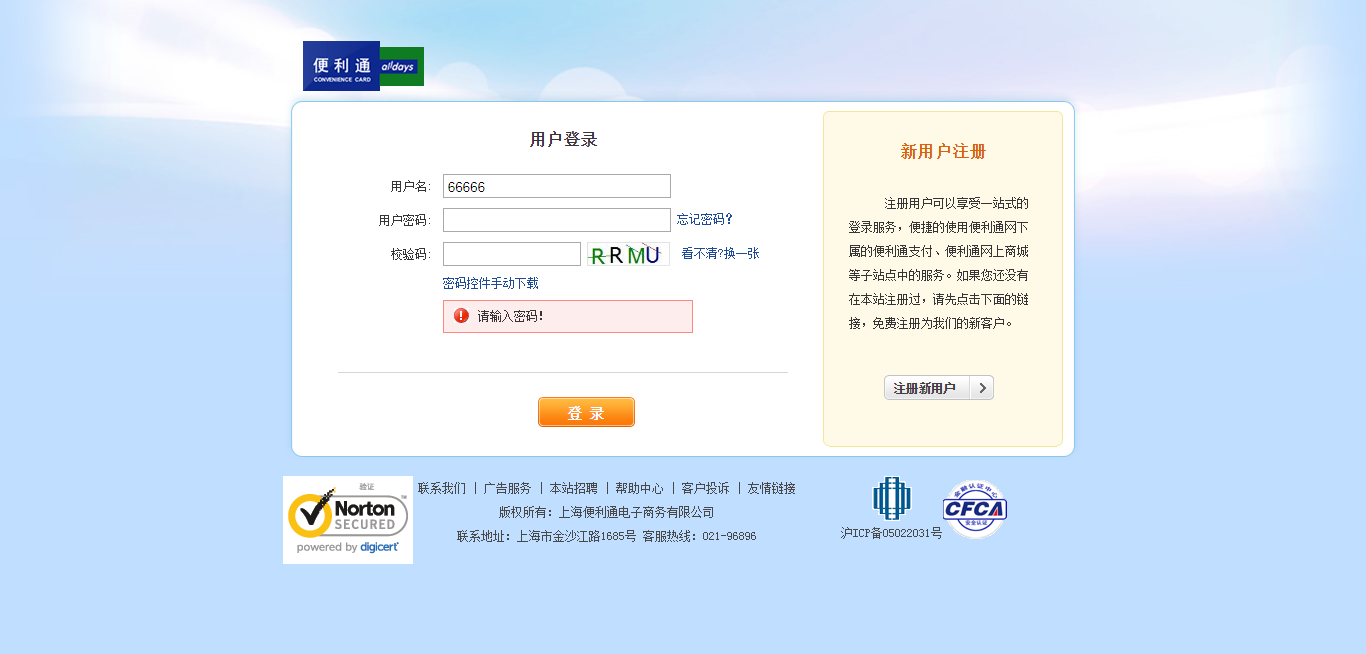 便利通
CONVENIENCE CARD
alldays
用户登录
用户名:
66666
用户密码:
忘记密码?
校验码:
RRMU
看不清?换一张
密码控件手动下载
请输入密码!
登 录
新用户注册
注册用户可以享受一站式的
登录服务，便捷的使用便利通网下
属的便利通支付、便利通网上商城
等子站点中的服务。如果您还没有
在本站注册过，请先点击下面的链
接，免费注册为我们的新客户。
注册新用户
验证
Norton
SECURED
powered by digicert
联系我们 | 广告服务 | 本站招聘 | 帮助中心 | 客户投诉 | 友情链接
版权所有：上海便利通电子商务有限公司
联系地址：上海市金沙江路1685号 客服热线：021-96896
沪ICP备05022031号
金融认证中心
CFCA
安全认证